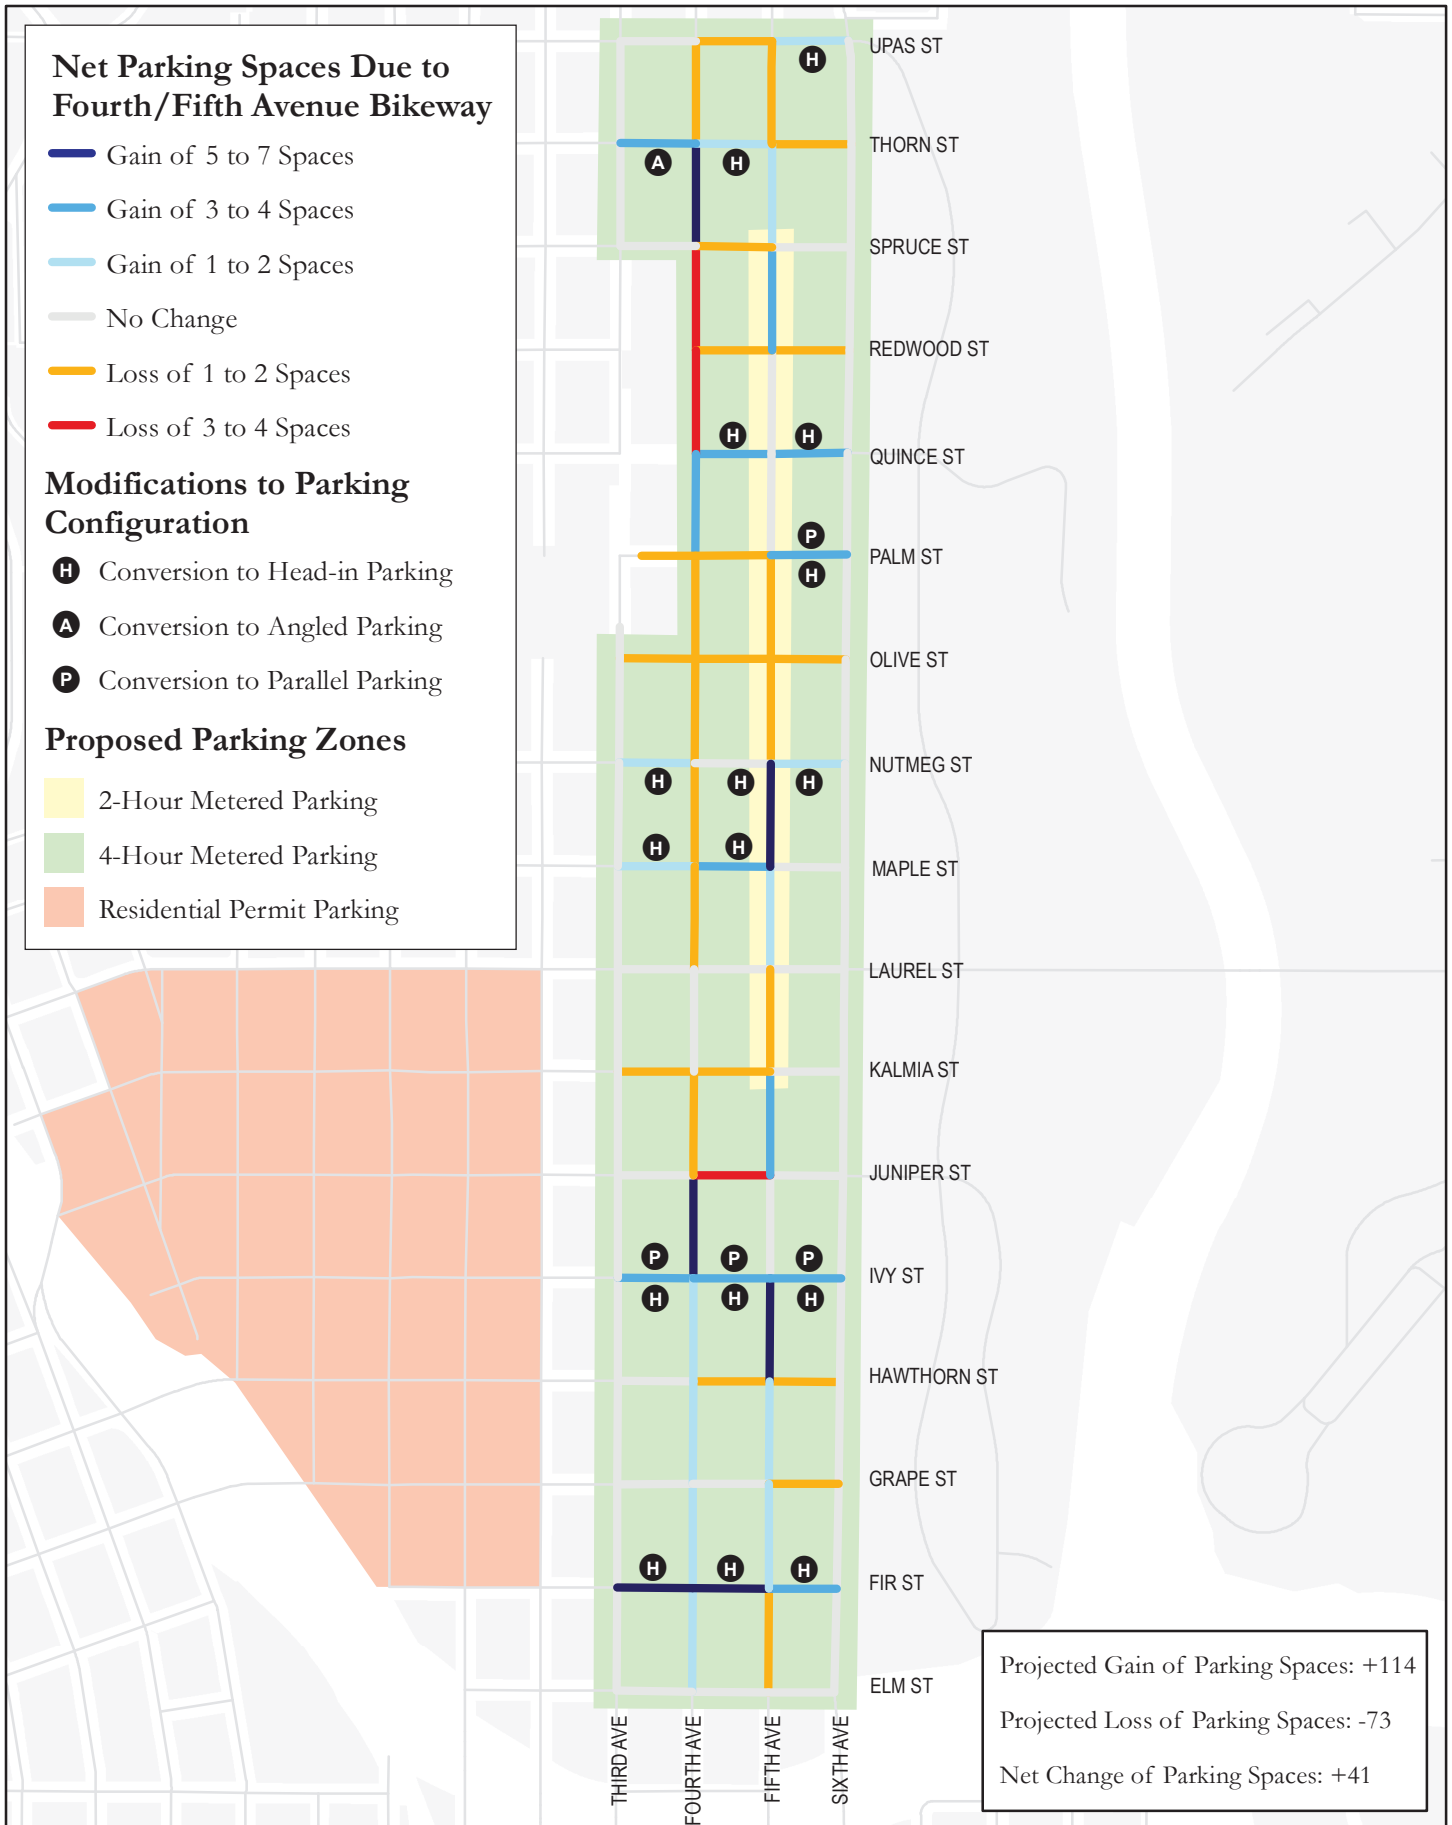 Net Parking Spaces Due to
Fourth/Fifth Avenue Bikeway
Gain of 5 to 7 Spaces
Gain of 3 to 4 Spaces
Gain of 1 to 2 Spaces
No Change
Loss of 1 to 2 Spaces
Loss of 3 to 4 Spaces
Modifications to Parking
Configuration
H Conversion to Head-in Parking
A Conversion to Angled Parking
P Conversion to Parallel Parking
Proposed Parking Zones
2-Hour Metered Parking
4-Hour Metered Parking
Residential Permit Parking
UPAS ST
H
THORN ST
A H
SPRUCE ST
REDWOOD ST
H H
QUINCE ST
P
PALM ST
H
OLIVE ST
NUTMEG ST
H H H
H H
MAPLE ST
LAUREL ST
KALMIA ST
JUNIPER ST
P P P
IVY ST
H H H
HAWTHORN ST
GRAPE ST
H H H
FIR ST
ELM ST
THIRD AVE
FOURTH AVE
FIFTH AVE
SIXTH AVE
Projected Gain of Parking Spaces: +114
Projected Loss of Parking Spaces: -73
Net Change of Parking Spaces: +41